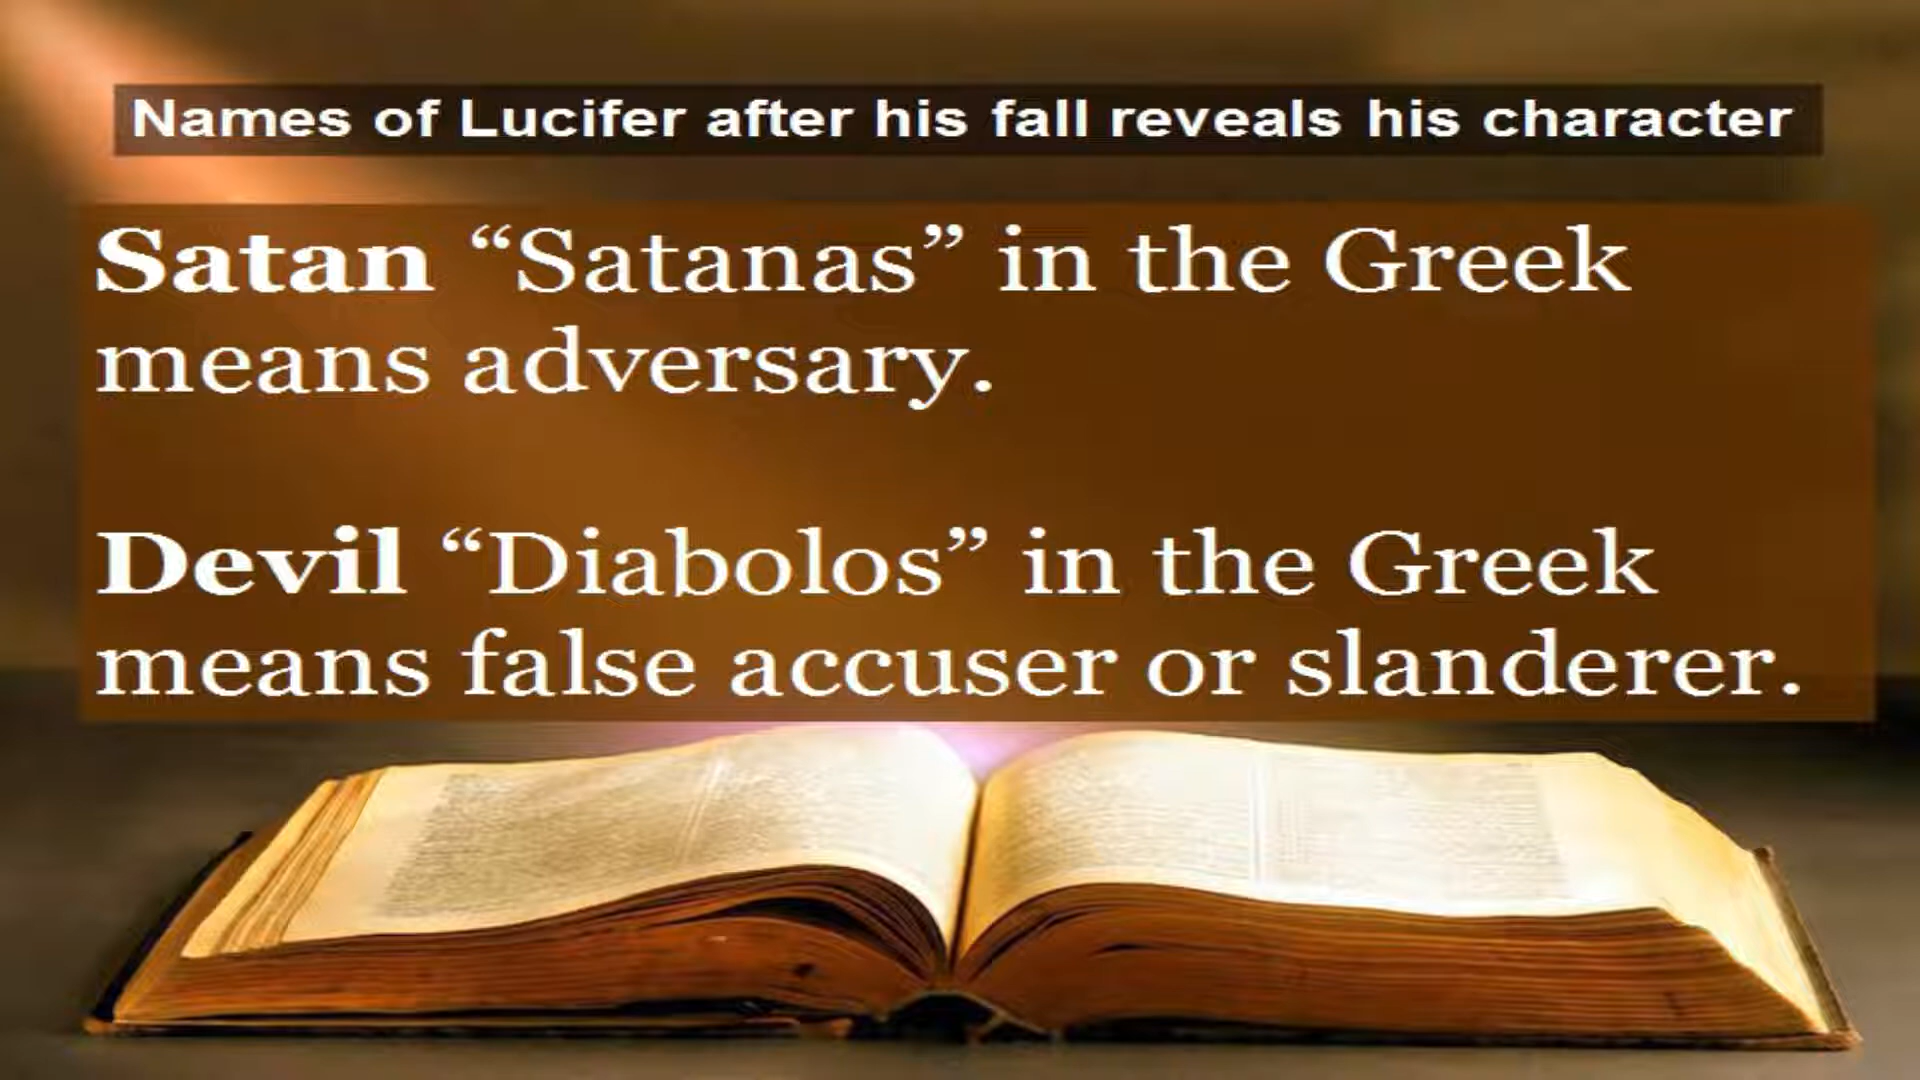 Names of Lucifer after his fall reveals his character
Satan “Satanas” in the Greek
means adversary.
Devil “Diabolos” in the Greek
means false accuser or slanderer.